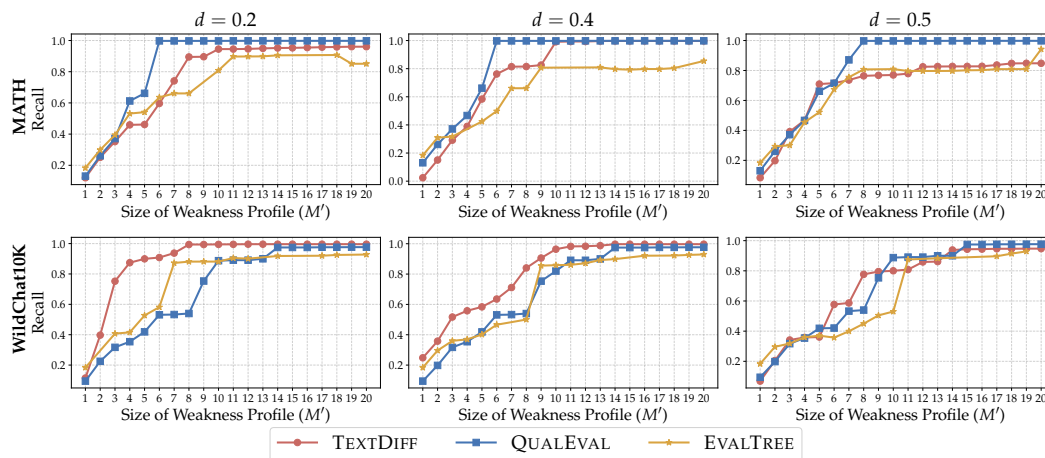 d = 0.2 d = 0.4 d = 0.5
MATH
Recall
1.0 0.8 0.6 0.4 0.2
1 2 3 4 5 6 7 8 9 10 11 12 13 14 15 16 17 18 19 20
Size of Weakness Profile (M′)
1.0 0.8 0.6 0.4 0.2 0.0
1 2 3 4 5 6 7 8 9 10 11 12 13 14 15 16 17 18 19 20
Size of Weakness Profile (M′)
1.0 0.8 0.6 0.4 0.2
1 2 3 4 5 6 7 8 9 10 11 12 13 14 15 16 17 18 19 20
Size of Weakness Profile (M′)
WildChat10K
Recall
1.0 0.8 0.6 0.4 0.2
1 2 3 4 5 6 7 8 9 10 11 12 13 14 15 16 17 18 19 20
Size of Weakness Profile (M′)
1.0 0.8 0.6 0.4 0.2
1 2 3 4 5 6 7 8 9 10 11 12 13 14 15 16 17 18 19 20
Size of Weakness Profile (M′)
1.0 0.8 0.6 0.4 0.2
1 2 3 4 5 6 7 8 9 10 11 12 13 14 15 16 17 18 19 20
Size of Weakness Profile (M′)
TEXTDIFF QUALEVAL EVALTREE